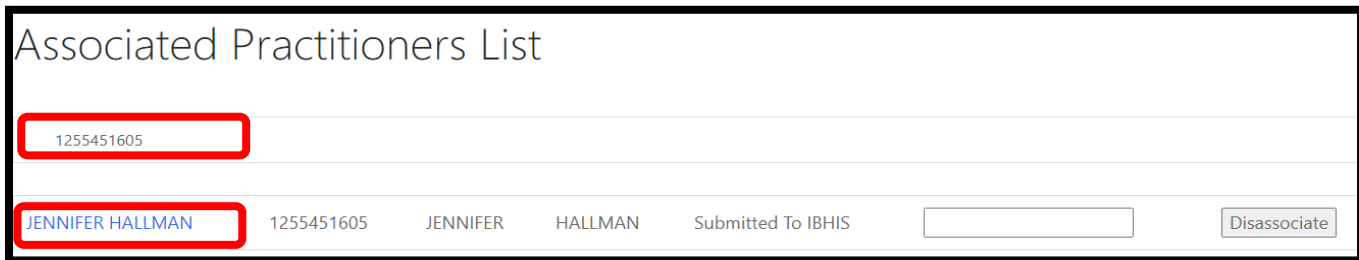 Associated Practitioners List
1255451605
JENNIFER HALLMAN 1255451605 JENNIFER HALLMAN Submitted To IBHIS Disassociate